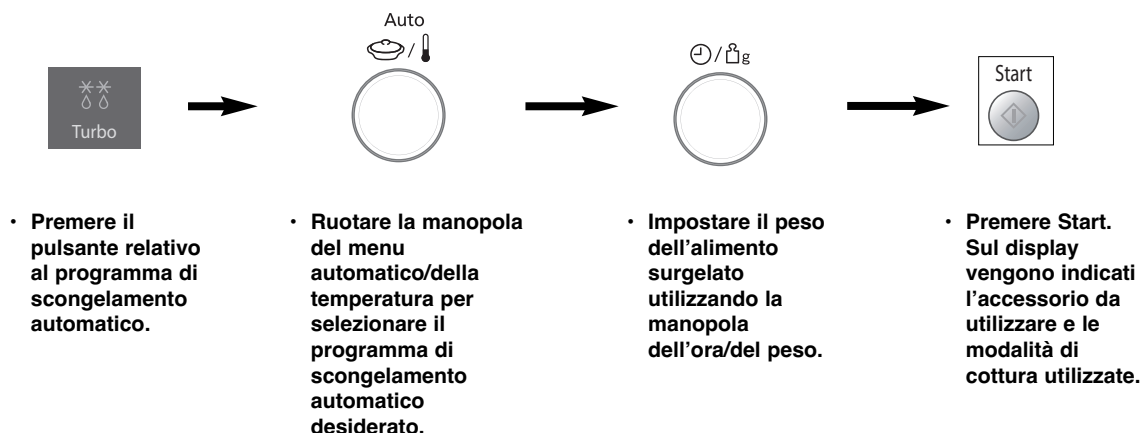 Auto
/
/ g
Start
Turbo
• Premere il
pulsante relativo
al programma di
scongelamento
automatico.
• Ruotare la manopola
del menu
automatico/della
temperatura per
selezionare il
programma di
scongelamento
automatico
desiderato.
• Impostare il peso
dell’alimento
surgelato
utilizzando la
manopola
dell’ora/del peso.
• Premere Start.
Sul display
vengono indicati
l’accessorio da
utilizzare e le
modalità di
cottura utilizzate.